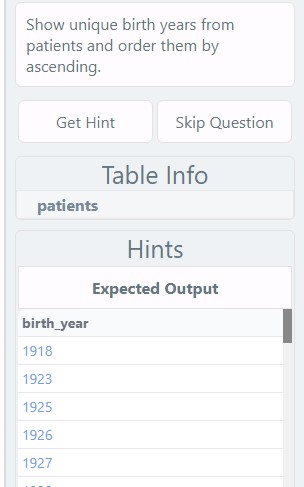 Show unique birth years from
patients and order them by
ascending.
Get Hint
Skip Question
Table Info
patients
Hints
Expected Output
birth_year
1918
1923
1925
1926
1927